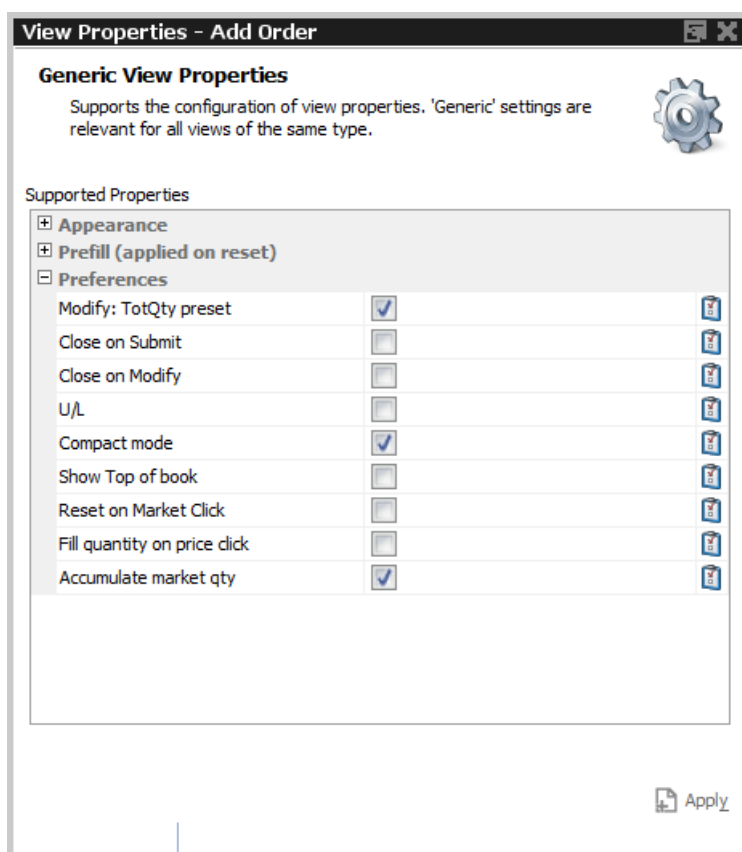 View Properties - Add Order
Generic View Properties
Supports the configuration of view properties. 'Generic' settings are
relevant for all views of the same type.
Supported Properties
Appearance
Prefill (applied on reset)
Preferences
Modify: TotQty preset
Close on Submit
Close on Modify
U/L
Compact mode
Show Top of book
Reset on Market Click
Fill quantity on price click
Accumulate market qty
Apply